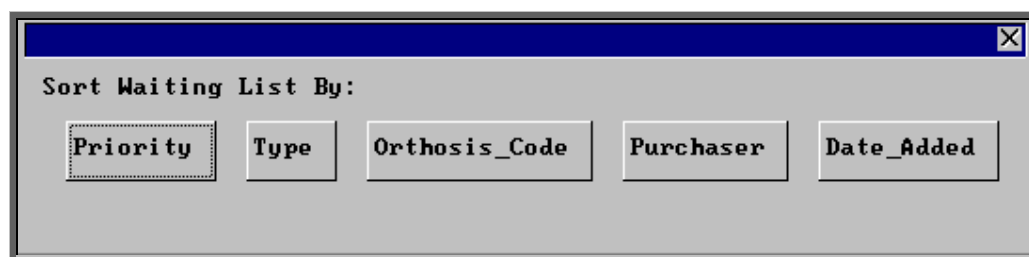 Sort Waiting List By:
Priority Type Orthosis_Code Purchaser Date_Added